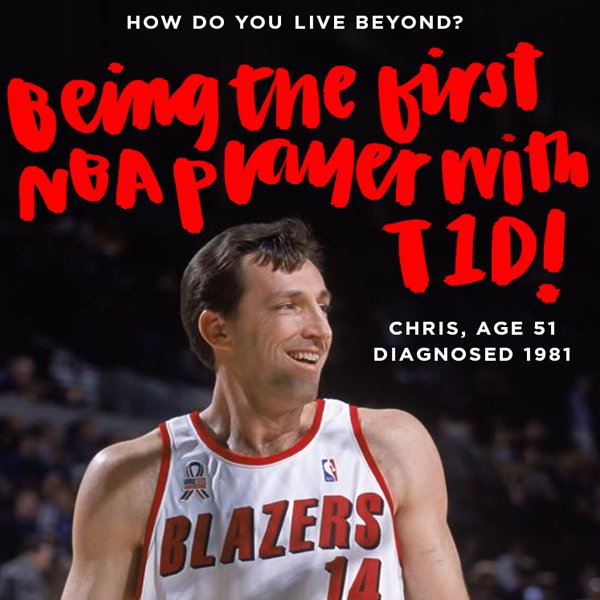 HOW DO YOU LIVE BEYOND?
Being the first
NBA player with
T1D!
CHRIS, AGE 51
DIAGNOSED 1981
BLAZERS
14